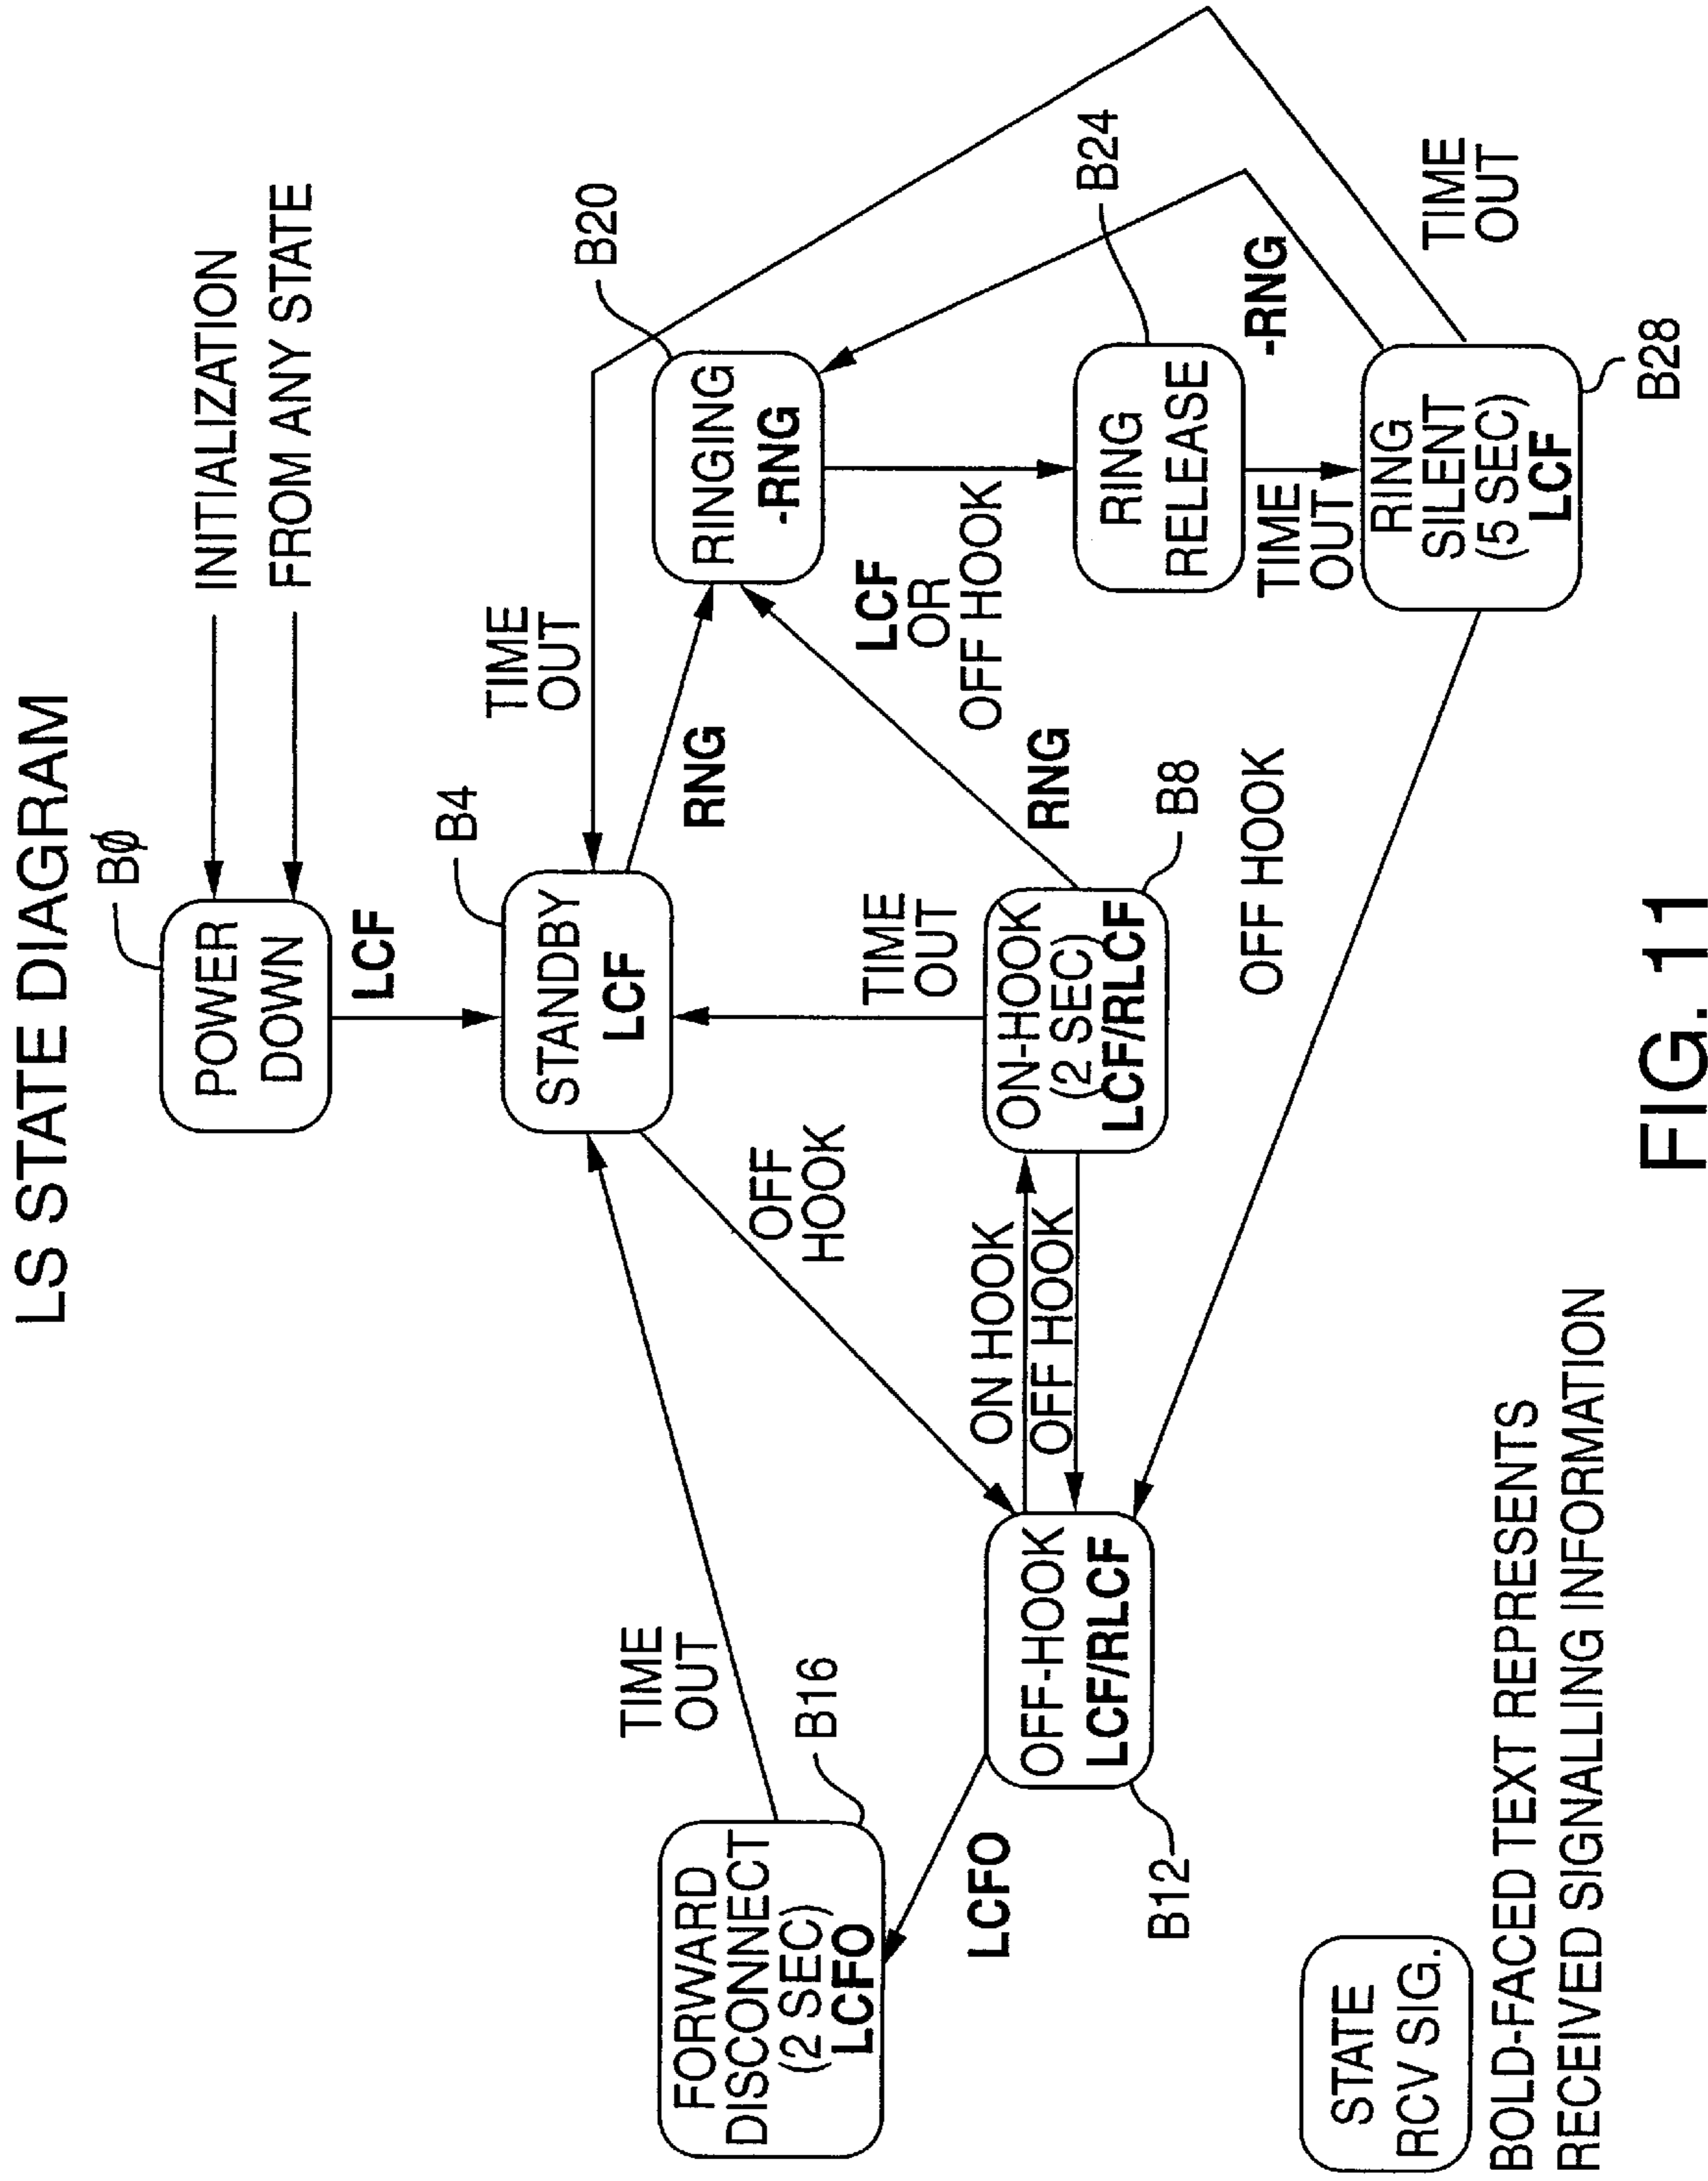 LS STATE DIAGRAM
BØ
INITIALIZATION
FROM ANY STATE
POWER
DOWN
LCF
B4
STANDBY
LCF
TIME
OUT
B20
RINGING
-RNG
RNG
TIME
OUT
B16
FORWARD
DISCONNECT
(2 SEC)
LCFO
OFF
HOOK
TIME
OUT
LCF
OR
OFF HOOK
B24
RING
RELEASE
LCFO
ON HOOK
OFF HOOK
ON-HOOK
(2 SEC)
LCF/RLCF
RNG
B8
OFF-HOOK
LCF/RLCF
B12
OFF HOOK
TIME
OUT
-RNG
RING
SILENT
(5 SEC)
LCF
TIME
OUT
B28
STATE
RCV SIG.
BOLD-FACED TEXT REPRESENTS
RECEIVED SIGNALLING INFORMATION
FIG. 11